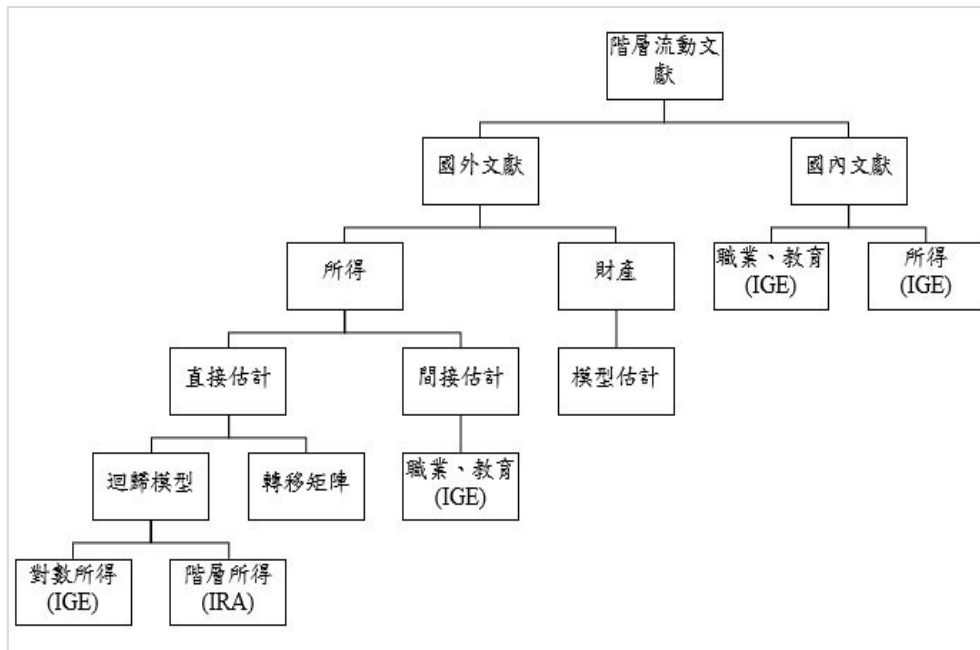 階層流動文
獻
國外文獻
國內文獻
所得
財產
職業、教育
(IGE)
所得
(IGE)
直接估計
間接估計
模型估計
迴歸模型
轉移矩陣
職業、教育
(IGE)
對數所得
(IGE)
階層所得
(IRA)